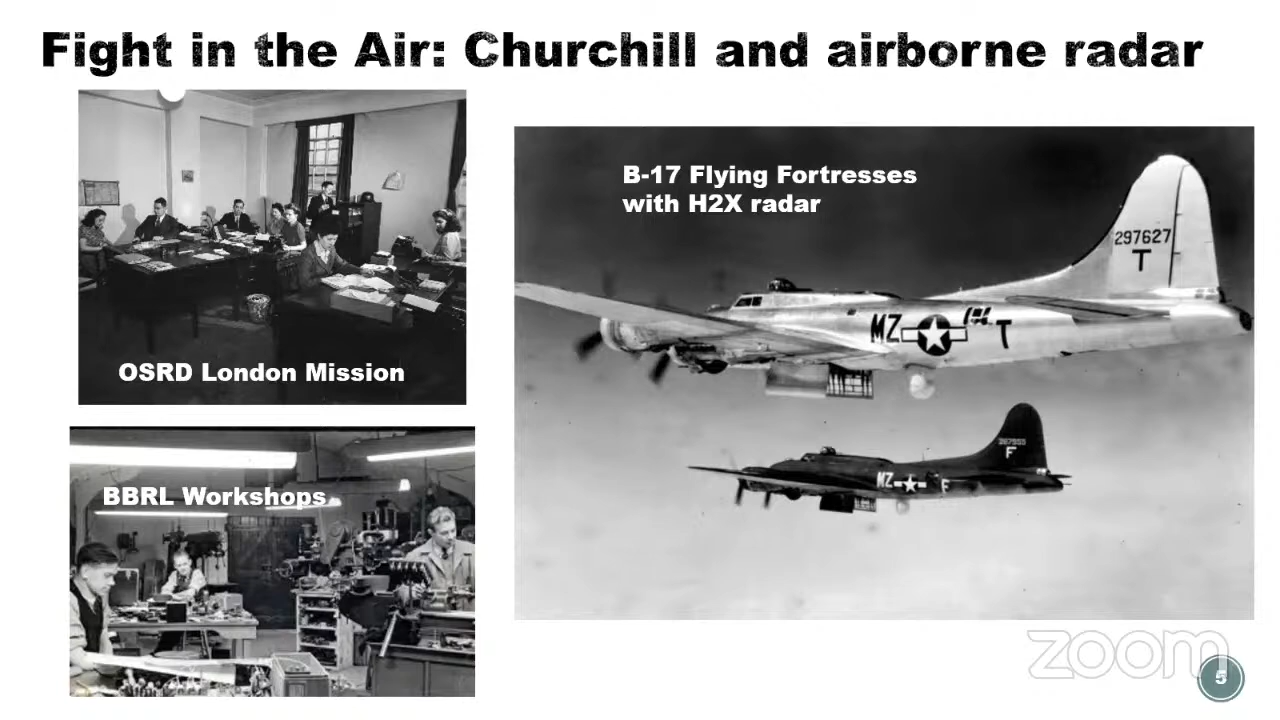 Fight in the Air: Churchill and airborne radar
OSRD London Mission
B-17 Flying Fortresses
with H2X radar
297627
T
MZ
T
F
MZ
F
BBRL Workshops
zoom
5